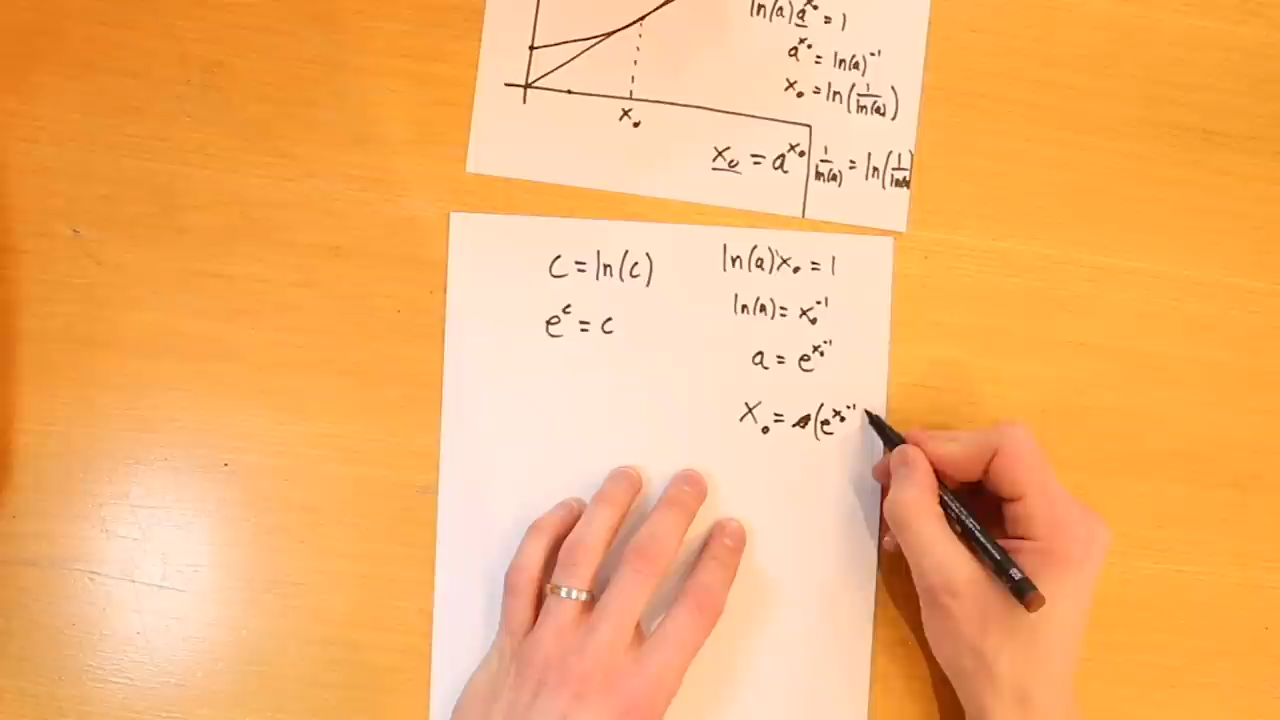 ln(a)a^x₀ = 1
a^x₀ = ln(a)⁻¹
x₀ = ln(1/ln(a))
x₀
x₀ = a^x₀
1/ln(a) = ln(1/ln(a)
c = ln(c)
e^c = c
ln(a)x₀ = 1
ln(a) = x₀⁻¹
a = e^x₀⁻¹
x₀ = (e^x₀⁻¹